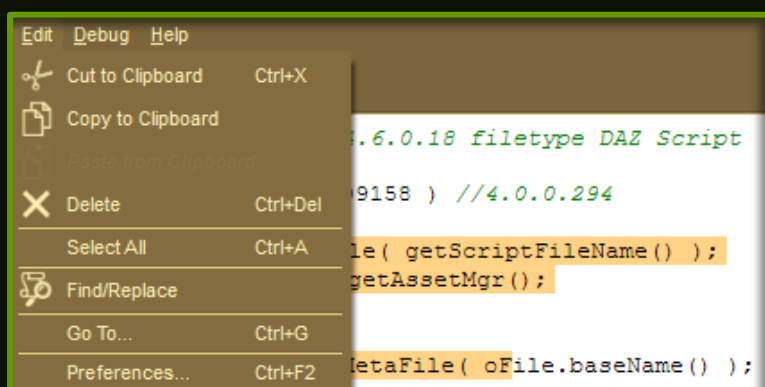 Edit Debug Help
Cut to Clipboard Ctrl+X
Copy to Clipboard
Paste from Clipboard
Delete Ctrl+Del
Select All Ctrl+A
Find/Replace
Go To... Ctrl+G
Preferences... Ctrl+F2
.6.0.18 filetype DAZ Script
9158 ) //4.0.0.294
le( getScriptFileName() );
getAssetMgr();
MetaFile( oFile.baseName() );